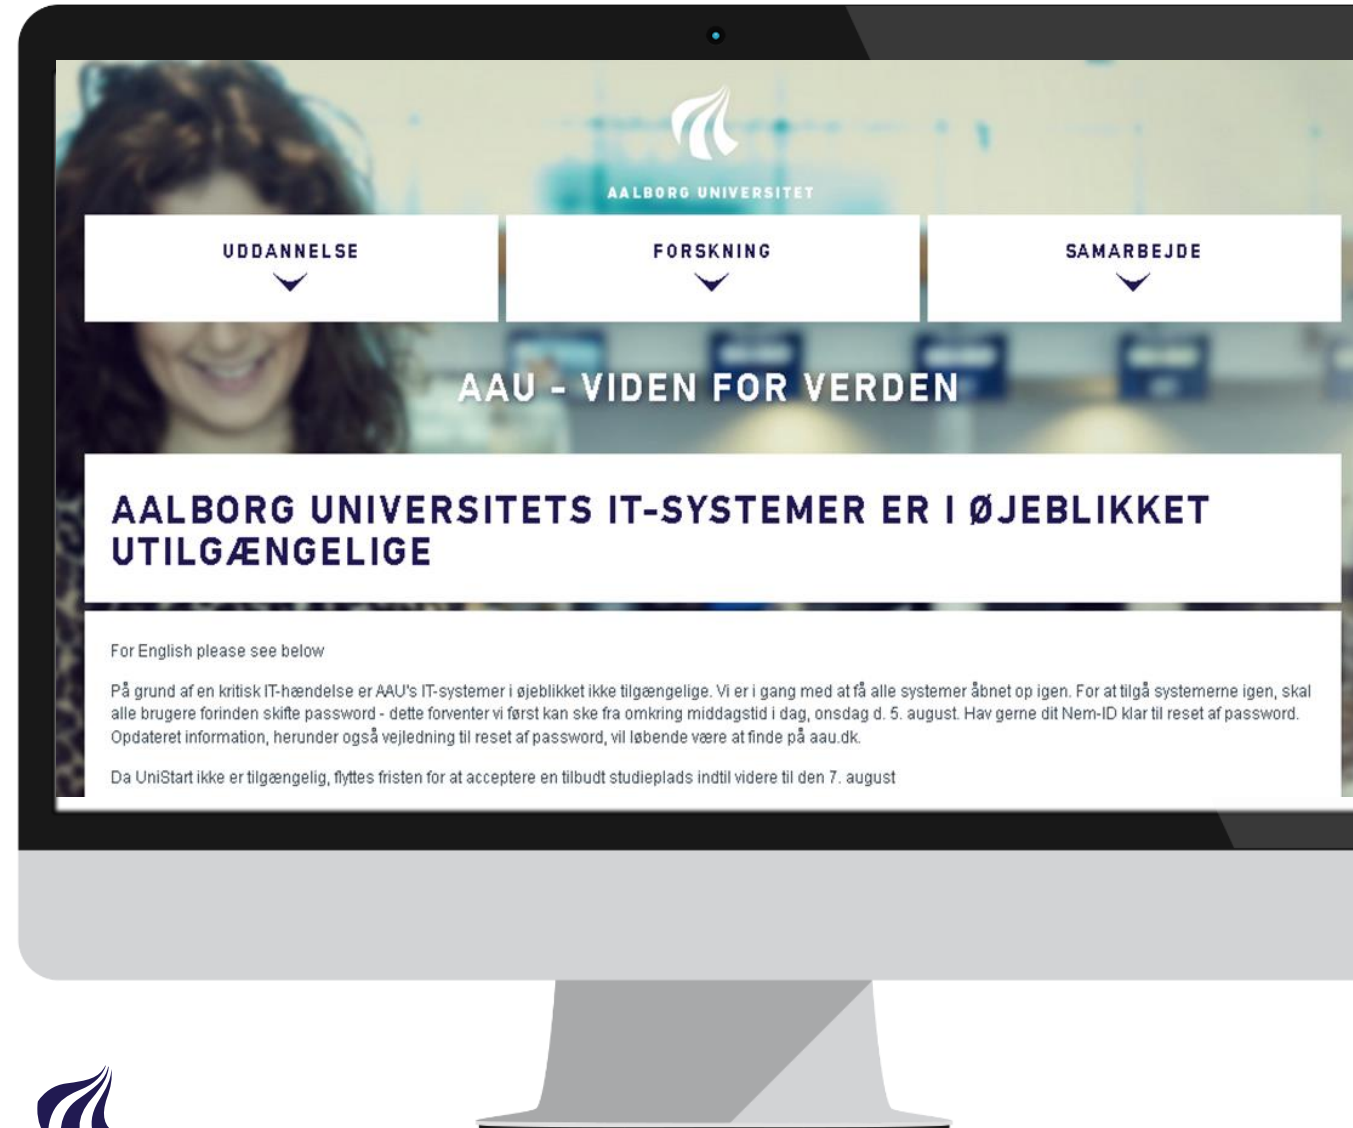 AALBORG UNIVERSITET
UDDANNELSE
FORSKNING
SAMARBEJDE
AAU - VIDEN FOR VERDEN
AALBORG UNIVERSITETS IT-SYSTEMER ER I ØJEBLIKKET
UTILGÆNGELIGE
For English please see below
På grund af en kritisk IT-hændelse er AAU's IT-systemer i øjeblikket ikke tilgængelige. Vi er i gang med at få alle systemer åbnet op igen. For at tilgå systemerne igen, skal
alle brugere forinden skifte password - dette forventer vi først kan ske fra omkring middagstid i dag, onsdag d. 5. august. Hav gerne dit Nem-ID klar til reset af password.
Opdateret information, herunder også vejledning til reset af password, vil løbende være at finde på aau.dk.
Da UniStart ikke er tilgængelig, flyttes fristen for at acceptere en tilbudt studieplads indtil videre til den 7. august